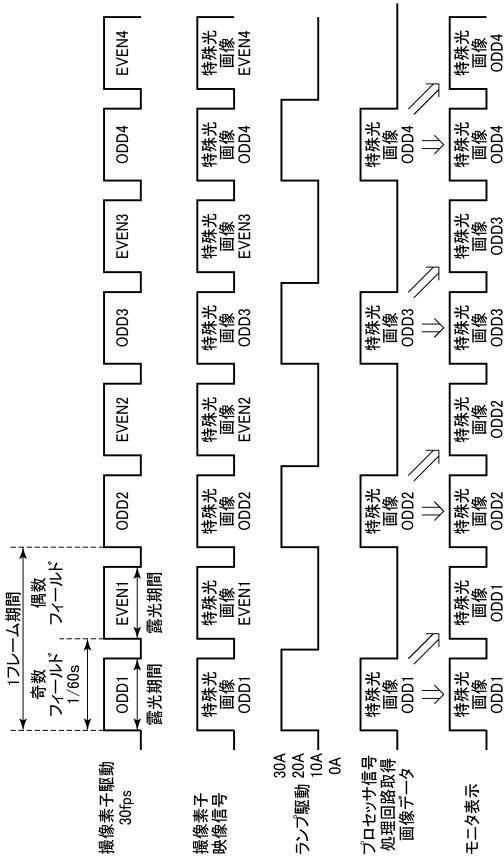 1フレーム期間
奇数
フィールド
1/60s
偶数
フィールド
撮像素子駆動
30fps
ODD1
EVEN1
ODD2
EVEN2
ODD3
EVEN3
ODD4
EVEN4
露光期間
露光期間
撮像素子
映像信号
特殊光
画像
ODD1
特殊光
画像
EVEN1
特殊光
画像
ODD2
特殊光
画像
EVEN2
特殊光
画像
ODD3
特殊光
画像
EVEN3
特殊光
画像
ODD4
特殊光
画像
EVEN4
ランプ駆動
30A
20A
10A
0A
プロセッサ信号
処理回路取得
画像データ
特殊光
画像
ODD1
特殊光
画像
ODD2
特殊光
画像
ODD3
特殊光
画像
ODD4
モニタ表示
特殊光
画像
ODD1
特殊光
画像
ODD1
特殊光
画像
ODD2
特殊光
画像
ODD2
特殊光
画像
ODD3
特殊光
画像
ODD3
特殊光
画像
ODD4
特殊光
画像
ODD4